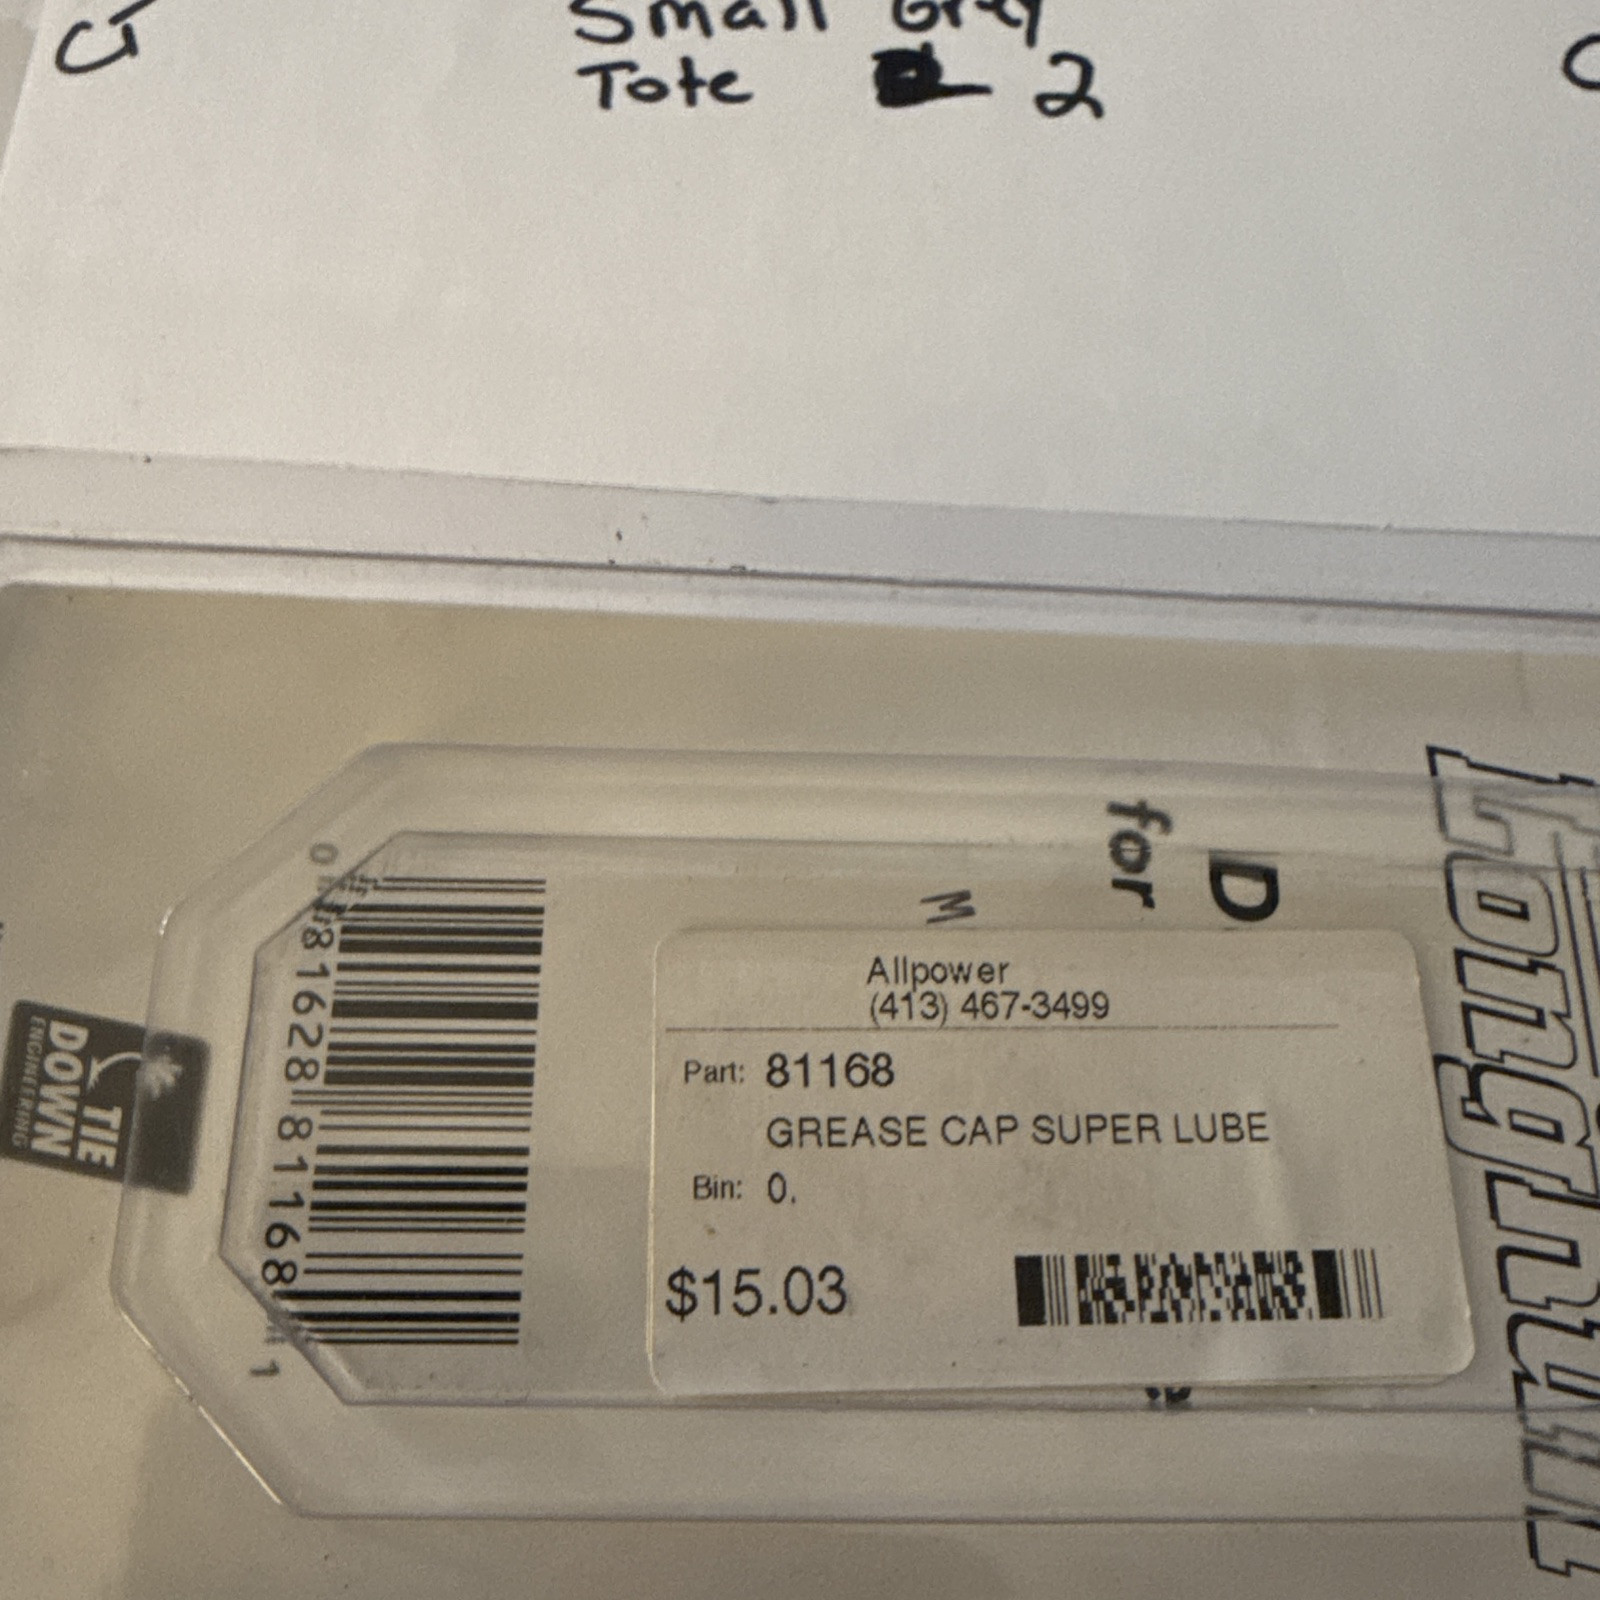 Small Grey
Tote 2
for
D
M
Allpower
(413) 467-3499
Part: 81168
GREASE CAP SUPER LUBE
Bin: 0.
$15.03
81628 81168 1
0
TIE
DOWN
ENGINEERING
Longrun